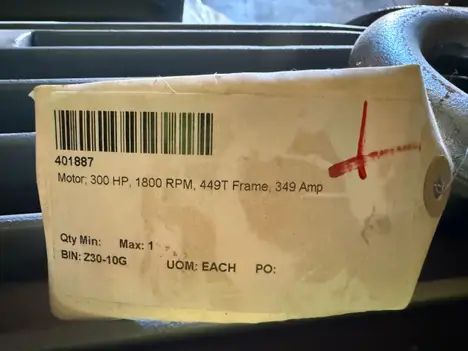 401887
Motor; 300 HP, 1800 RPM, 449T Frame, 349 Amp
Qty Min: Max: 1
BIN: Z30-10G UOM: EACH PO: